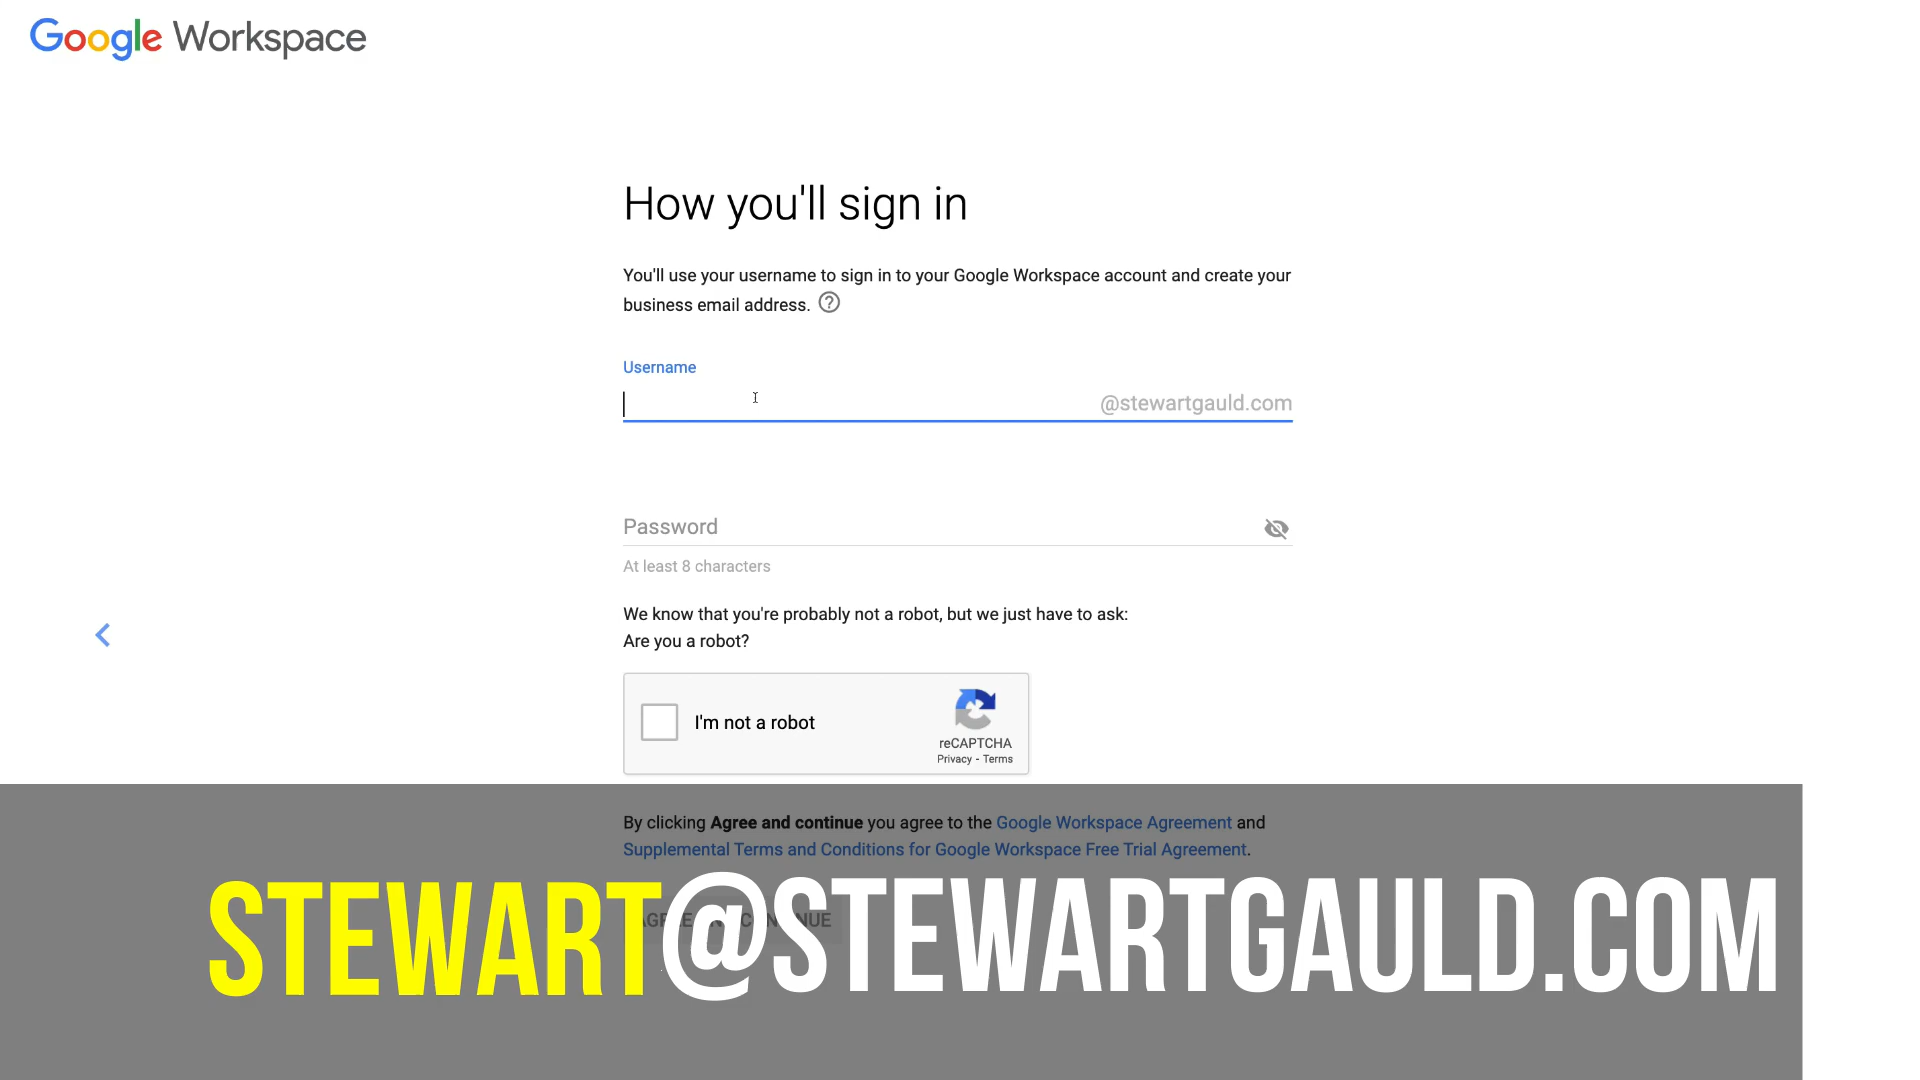 Google Workspace
How you'll sign in
You'll use your username to sign in to your Google Workspace account and create your
business email address.
Username
@stewartgauld.com
Password
At least 8 characters
We know that you're probably not a robot, but we just have to ask:
Are you a robot?
I'm not a robot
reCAPTCHA
Privacy - Terms
By clicking Agree and continue you agree to the Google Workspace Agreement and
Supplemental Terms and Conditions for Google Workspace Free Trial Agreement.
STEWART@STEWARTGAULD.COM